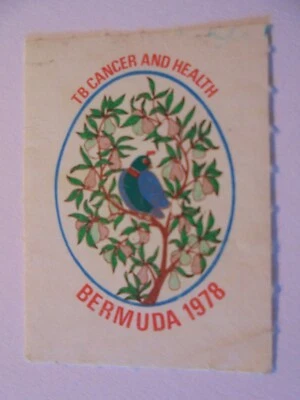 TB CANCER AND HEALTH
BERMUDA 1978